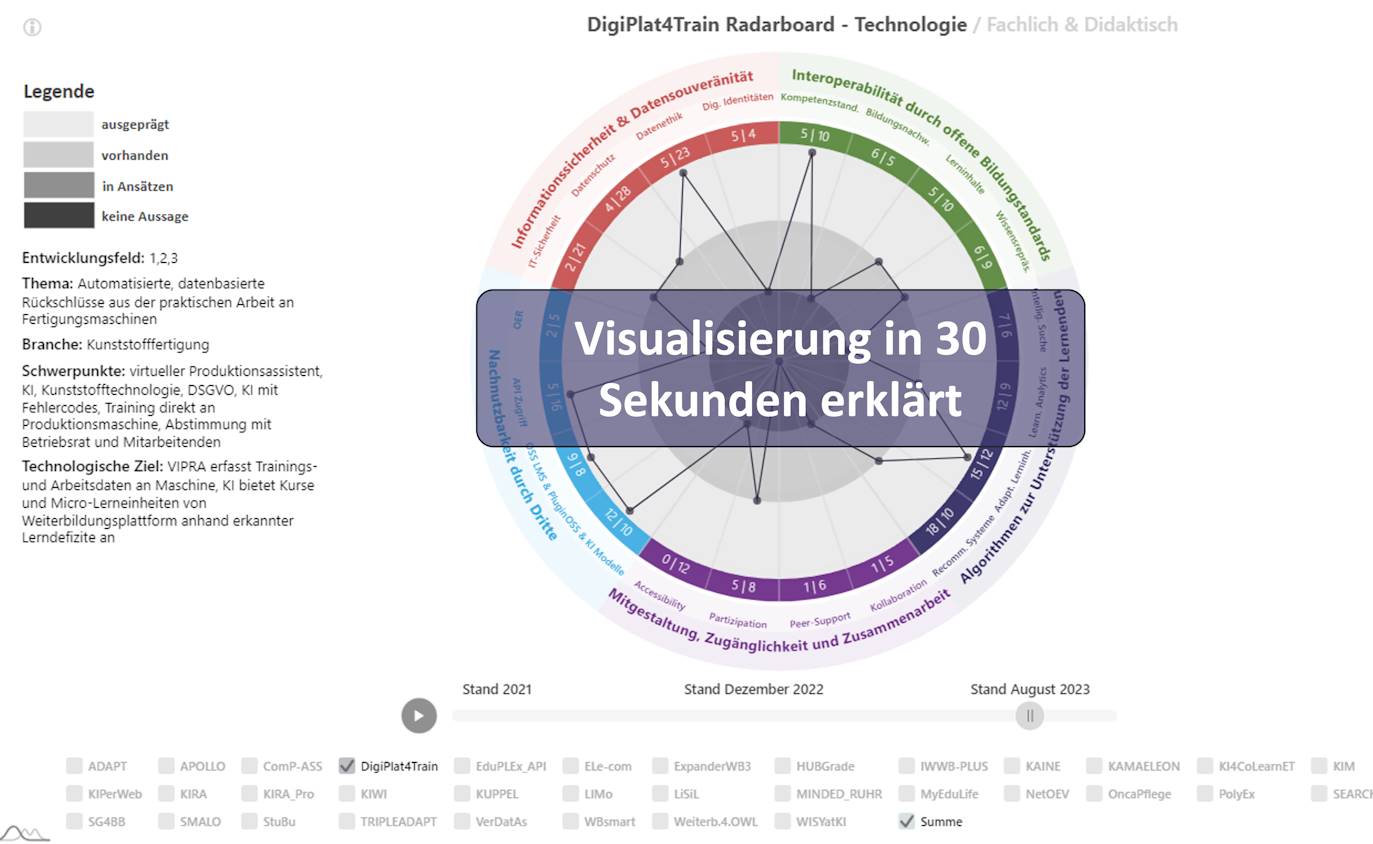 DigiPlat4Train Radarboard - Technologie / Fachlich & Didaktisch
Legende
ausgeprägt
vorhanden
in Ansätzen
keine Aussage
Entwicklungsfeld: 1,2,3
Thema: Automatisierte, datenbasierte
Rückschlüsse aus der praktischen Arbeit an
Fertigungsmaschinen
Branche: Kunststofffertigung
Schwerpunkte: virtueller Produktionsassistent,
KI, Kunststofftechnologie, DSGVO, KI mit
Fehlercodes, Training direkt an
Produktionsmaschine, Abstimmung mit
Betriebsrat und Mitarbeitenden
Technologische Ziel: VIPRA erfasst Trainings-
und Arbeitsdaten an Maschine, KI bietet Kurse
und Micro-Lerneinheiten von
Weiterbildungsplattform anhand erkannter
Lerndefizite an
Informationssicherheit & Datensouveränität
IT-Sicherheit
2|21
Datenschutz
4|28
Datenethik
5|23
Dig. Identitäten
5|4
Interoperabilität durch offene Bildungstandards
Kompetenzstand.
5|10
Bildungsnachw.
6|5
Lerninhalte
5|10
Wissensrepräs.
6|9
Algorithmen zur Unterstützung der Lernenden
Intellig. Suche
7|6
Learn. Analytics
12|9
Adapt. Lerninh.
15|12
Recomm. Systeme
18|10
Mitgestaltung, Zugänglichkeit und Zusammenarbeit
Accessibility
0|12
Partizipation
5|8
Peer-Support
1|6
Kollaboration
1|5
Nachnutzbarkeit durch Dritte
OER
2|5
API Zugriff
5|16
OSS LMS & Plugin
9|8
OSS & KI Modelle
12|10
Visualisierung in 30
Sekunden erklärt
Stand 2021 Stand Dezember 2022 Stand August 2023
ADAPT APOLLO ComP-ASS DigiPlat4Train EduPLEx_API ELe-com ExpanderWB3 HUBGrade IWWB-PLUS KAINE KAMAELEON KI4CoLearnET KIM
KIPerWeb KIRA KIRA_Pro KIWI KUPPEL LIMo LiSiL MINDED_RUHR MyEduLife NetOEV OncaPflege PolyEx SEARCH
SG4BB SMALO StuBu TRIPLEADAPT VerDatAs WBsmart Weiterb.4.OWL WISYatKI Summe